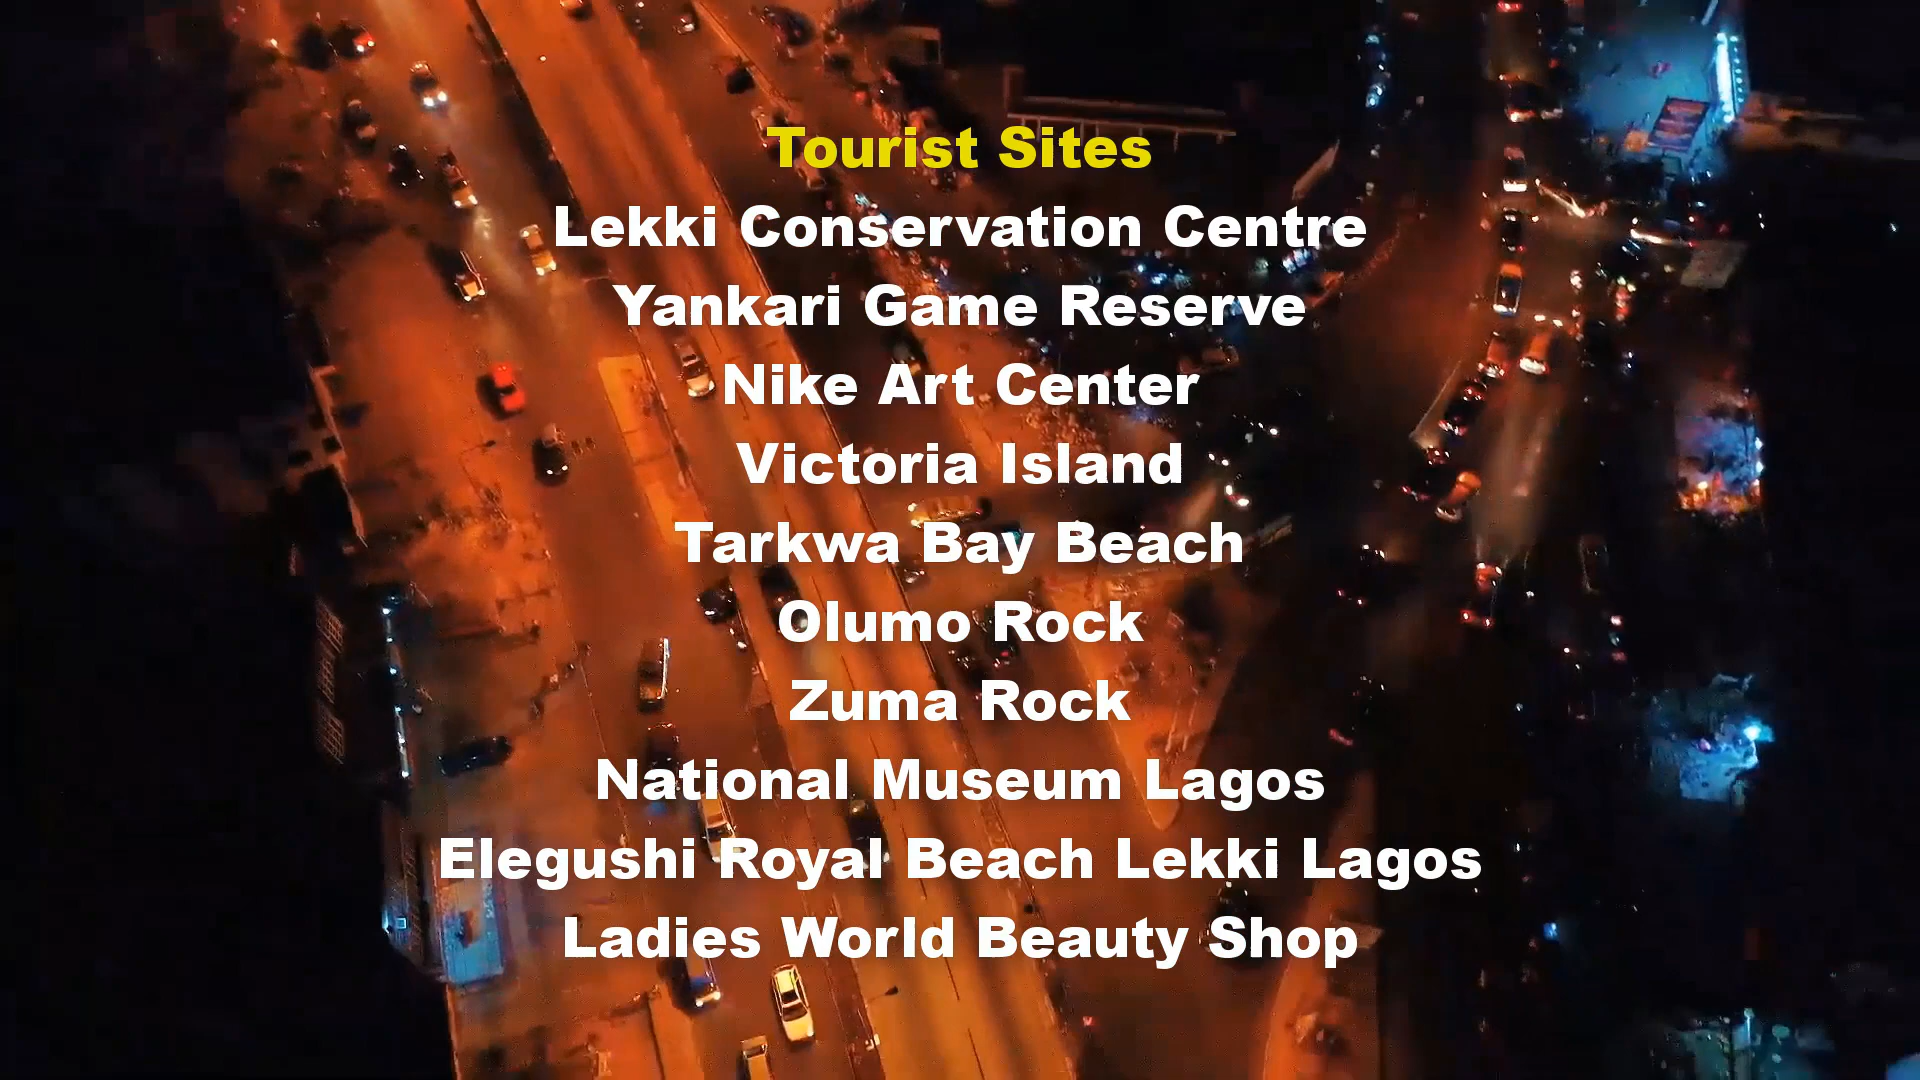 Tourist Sites
Lekki Conservation Centre
Yankari Game Reserve
Nike Art Center
Victoria Island
Tarkwa Bay Beach
Olumo Rock
Zuma Rock
National Museum Lagos
Elegushi Royal Beach Lekki Lagos
Ladies World Beauty Shop